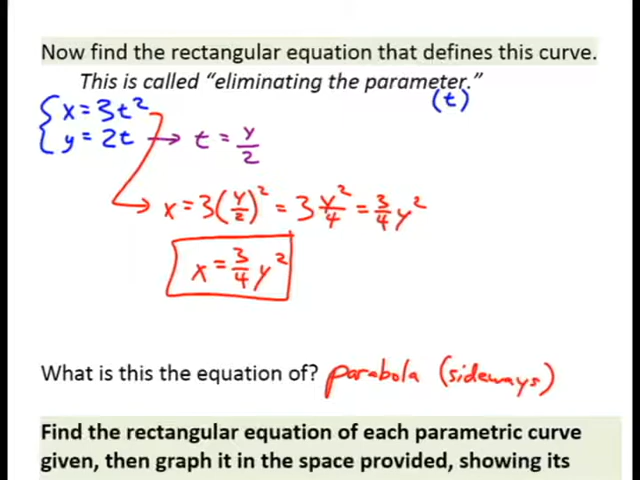 Now find the rectangular equation that defines this curve.
This is called “eliminating the parameter.”
(t)
{ x = 3t²
y = 2t → t = y/2
x = 3(y/2)² = 3 y²/4 = 3/4 y²
x = 3/4 y²
What is this the equation of? parabola (sideways)
Find the rectangular equation of each parametric curve
given, then graph it in the space provided, showing its